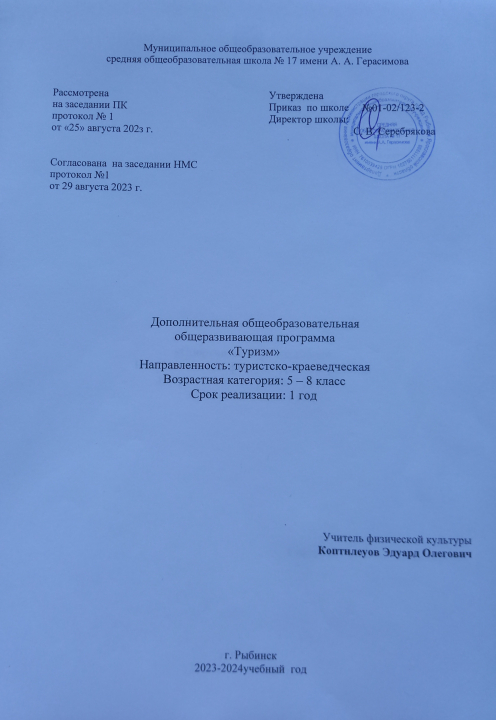 Муниципальное общеобразовательное учреждение
средняя общеобразовательная школа № 17 имени А. А. Герасимова
Рассмотрена
на заседании ПК
протокол № 1
от «25» августа 202з г.
Утверждена
Приказ по школе №01-02/123-2
Директор школы:
С. В. Серебрякова
Согласована на заседании НМС
протокол №1
от 29 августа 2023 г.
Дополнительная общеобразовательная
общеразвивающая программа
«Туризм»
Направленность: туристско-краеведческая
Возрастная категория: 5 – 8 класс
Срок реализации: 1 год
Учитель физической культуры
Коптилеуов Эдуард Олегович
г. Рыбинск
2023-2024учебный год